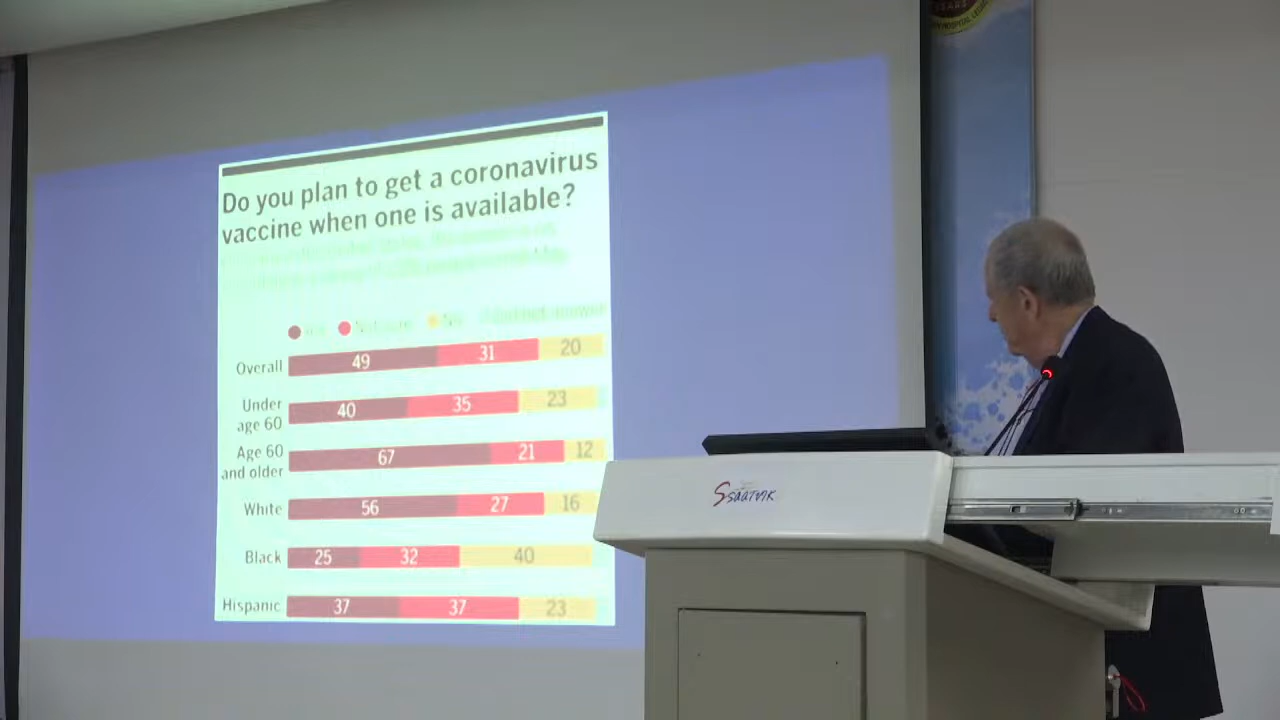 Do you plan to get a coronavirus
vaccine when one is available?
Overall 49 31 20
Under
age 60 40 35 23
Age 60
and older 67 21 12
White 56 27 16
Black 25 32 40
Hispanic 37 37 23
SAATVIK